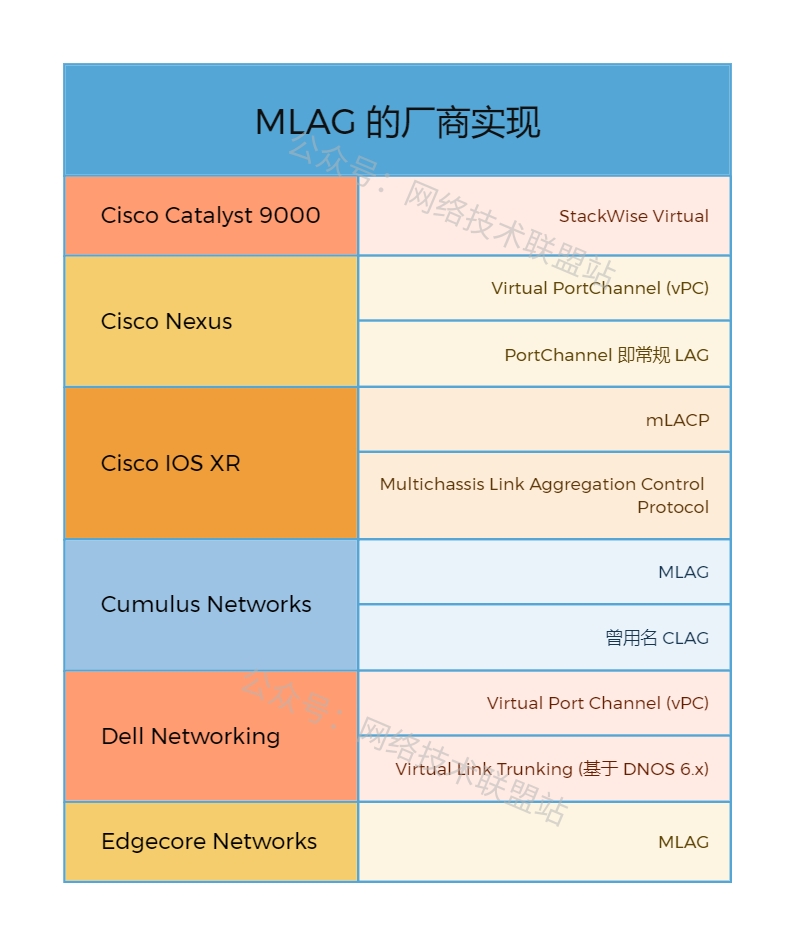 MLAG 的厂商实现
公众号：网络技术联盟站
Cisco Catalyst 9000
StackWise Virtual
Cisco Nexus
Virtual PortChannel (vPC)
PortChannel 即常规 LAG
Cisco IOS XR
mLACP
Multichassis Link Aggregation Control
Protocol
Cumulus Networks
MLAG
曾用名 CLAG
Dell Networking
Virtual Port Channel (vPC)
Virtual Link Trunking (基于 DNOS 6.x)
公众号：网络技术联盟站
Edgecore Networks
MLAG